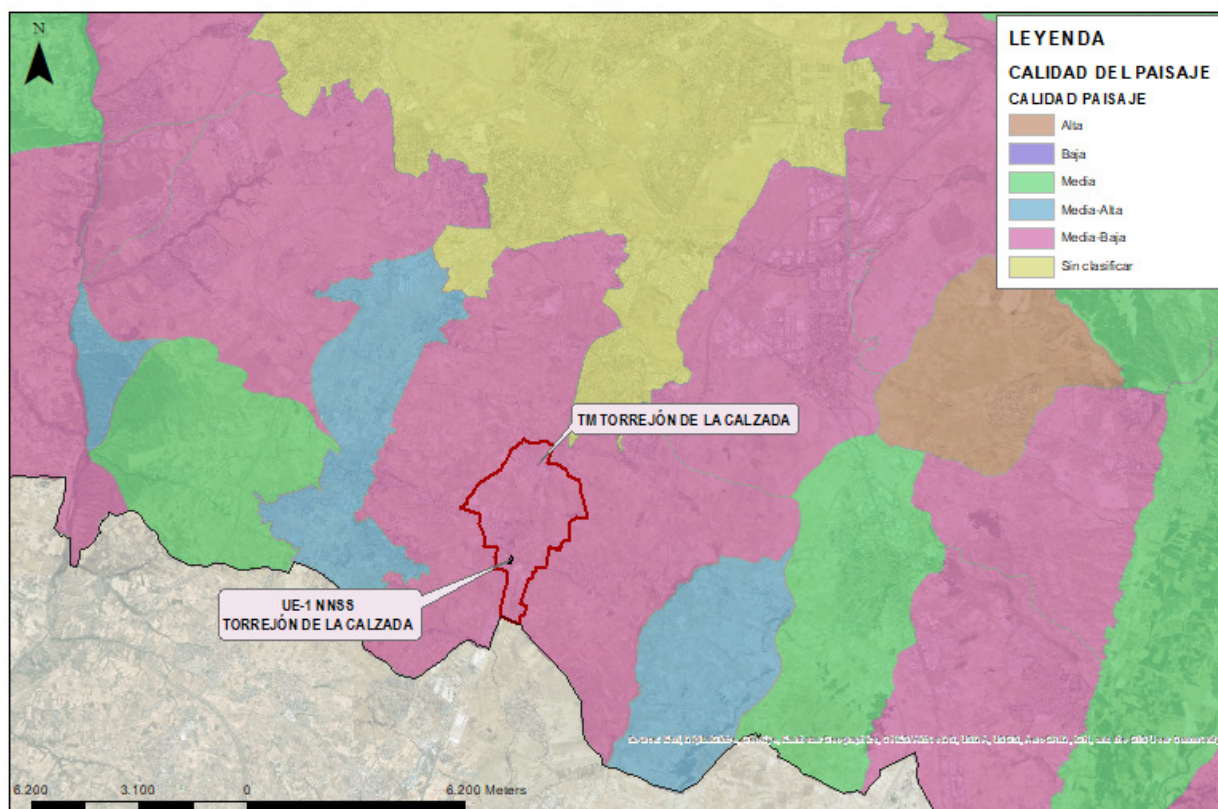 N
LEYENDA
CALIDAD DEL PAISAJE
CALIDAD PAISAJE
Alta
Baja
Media
Media-Alta
Media-Baja
Sin clasificar
TM TORREJÓN DE LA CALZADA
UE-1 NNSS
TORREJÓN DE LA CALZADA
6.200 3.100 0 6.200 Meters